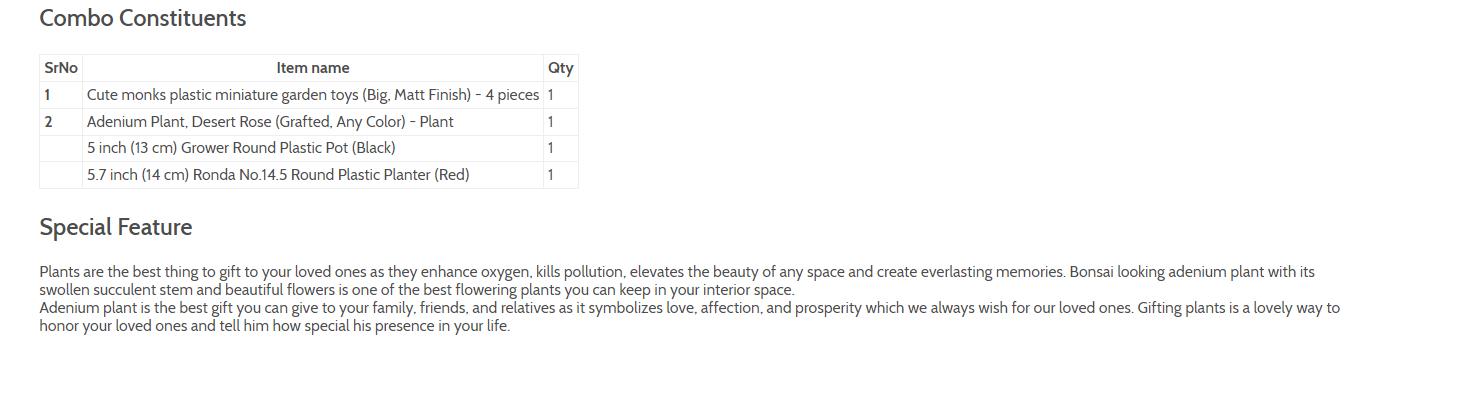 Combo Constituents
SrNo Item name Qty
1 Cute monks plastic miniature garden toys (Big, Matt Finish) - 4 pieces 1
2 Adenium Plant, Desert Rose (Grafted, Any Color) - Plant 1
5 inch (13 cm) Grower Round Plastic Pot (Black) 1
5.7 inch (14 cm) Ronda No.14.5 Round Plastic Planter (Red) 1
Special Feature
Plants are the best thing to gift to your loved ones as they enhance oxygen, kills pollution, elevates the beauty of any space and create everlasting memories. Bonsai looking adenium plant with its
swollen succulent stem and beautiful flowers is one of the best flowering plants you can keep in your interior space.
Adenium plant is the best gift you can give to your family, friends, and relatives as it symbolizes love, affection, and prosperity which we always wish for our loved ones. Gifting plants is a lovely way to
honor your loved ones and tell him how special his presence in your life.